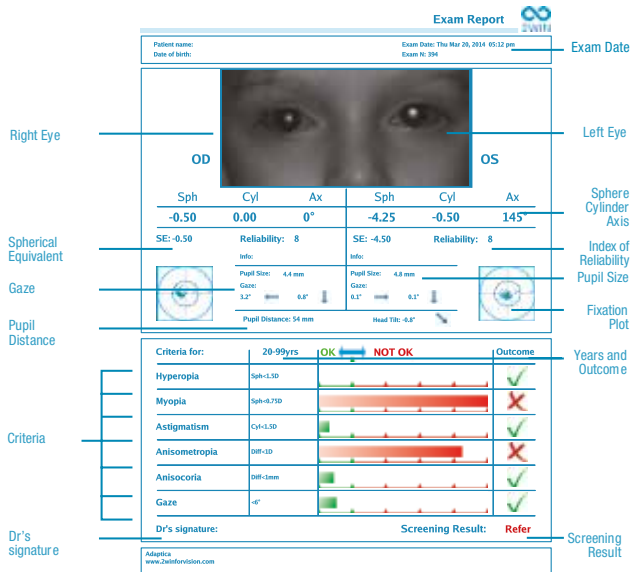 Exam Report
2WIN
Patient name:
Date of birth:
Exam Date: Thu Mar 20, 2014 05:12 pm
Exam N: 394
Exam Date
Right Eye
Left Eye
OD
OS
Sph Cyl Ax
Sph Cyl Ax
Sphere
Cylinder
Axis
-0.50 0.00 0°
-4.25 -0.50 145°
SE: -0.50 Reliability: 8
SE: -4.50 Reliability: 8
Info:
Info:
Spherical
Equivalent
Index of
Reliability
Pupil Size: 4.4 mm
Pupil Size: 4.8 mm
Pupil Size
Gaze:
3.2° 0.8°
Gaze:
0.1° 0.1°
Gaze
Fixation
Plot
Pupil Distance: 54 mm
Head Tilt: -0.8°
Pupil
Distance
Criteria for: 20-99yrs OK NOT OK Outcome
Years and
Outcome
Hyperopia Sph<1.5D
Myopia Sph<0.75D
Astigmatism Cyl<1.5D
Anisometropia Diff<1D
Anisocoria Diff<1mm
Gaze <6°
Criteria
Dr's signature: Screening Result: Refer
Dr's
signature
Screening
Result
Adaptica
www.2winforvision.com